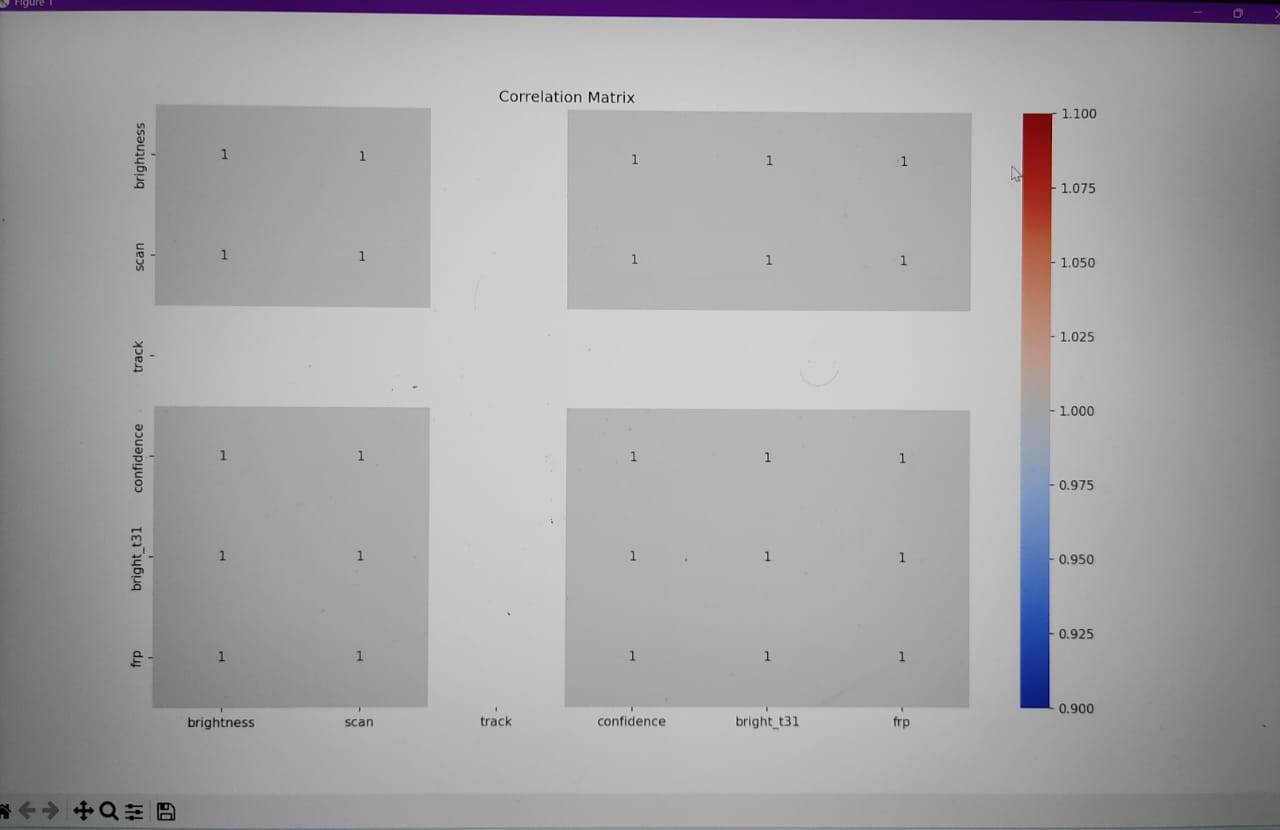 Figure 1
Correlation Matrix
brightness 1 1 1 1 1
scan 1 1 1 1 1
track
confidence 1 1 1 1 1
bright_t31 1 1 1 1 1
frp 1 1 1 1 1
brightness scan track confidence bright_t31 frp
1.100
1.075
1.050
1.025
1.000
0.975
0.950
0.925
0.900